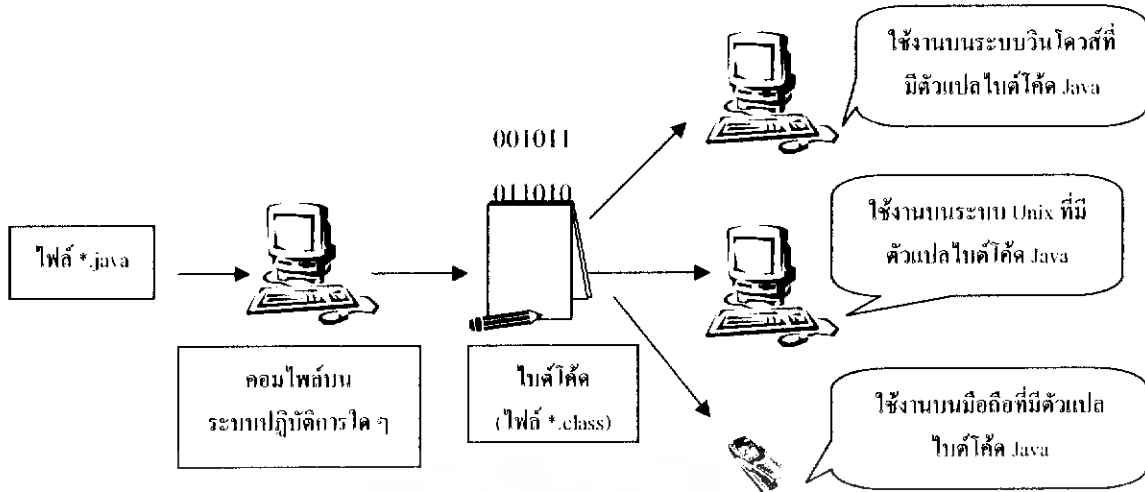 ใช้งานบนระบบวินโดวส์ที่
มีตัวแปลไบต์โค้ด Java
001011
011010
ไฟล์ *.java
ใช้งานบนระบบ Unix ที่มี
ตัวแปลไบต์โค้ด Java
คอมไพล์บน
ระบบปฏิบัติการใด ๆ
ไบต์โค้ด
(ไฟล์ *.class)
ใช้งานบนมือถือที่มีตัวแปล
ไบต์โค้ด Java